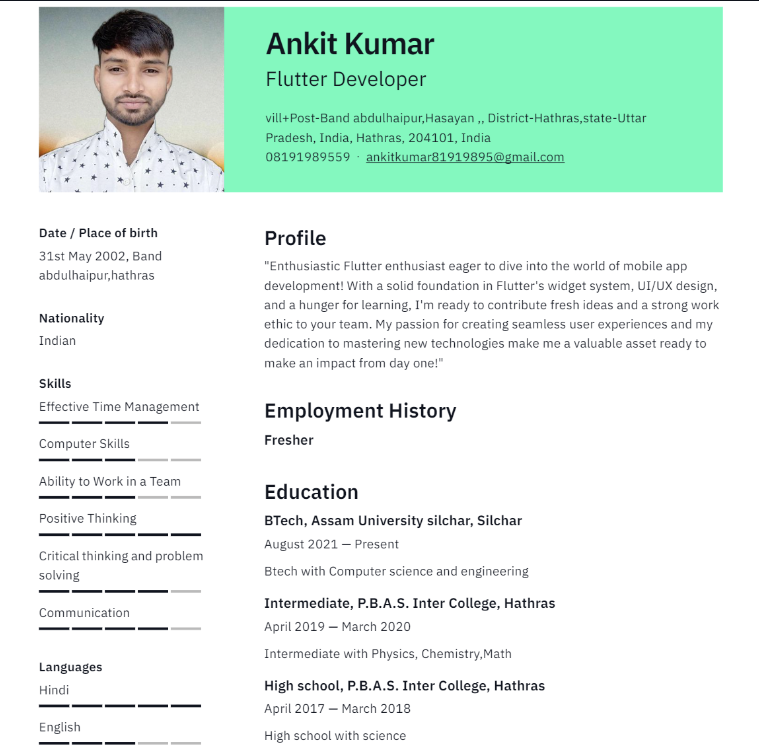 Ankit Kumar
Flutter Developer
vill+Post-Band abdulhaipur,Hasayan ,, District-Hathras,state-Uttar
Pradesh, India, Hathras, 204101, India
08191989559 · ankitkumar81919895@gmail.com
Date / Place of birth
31st May 2002, Band
abdulhaipur,hathras
Nationality
Indian
Skills
Effective Time Management
Computer Skills
Ability to Work in a Team
Positive Thinking
Critical thinking and problem
solving
Communication
Languages
Hindi
English
Profile
"Enthusiastic Flutter enthusiast eager to dive into the world of mobile app
development! With a solid foundation in Flutter's widget system, UI/UX design,
and a hunger for learning, I'm ready to contribute fresh ideas and a strong work
ethic to your team. My passion for creating seamless user experiences and my
dedication to mastering new technologies make me a valuable asset ready to
make an impact from day one!"
Employment History
Fresher
Education
BTech, Assam University silchar, Silchar
August 2021 — Present
Btech with Computer science and engineering
Intermediate, P.B.A.S. Inter College, Hathras
April 2019 — March 2020
Intermediate with Physics, Chemistry,Math
High school, P.B.A.S. Inter College, Hathras
April 2017 — March 2018
High school with science